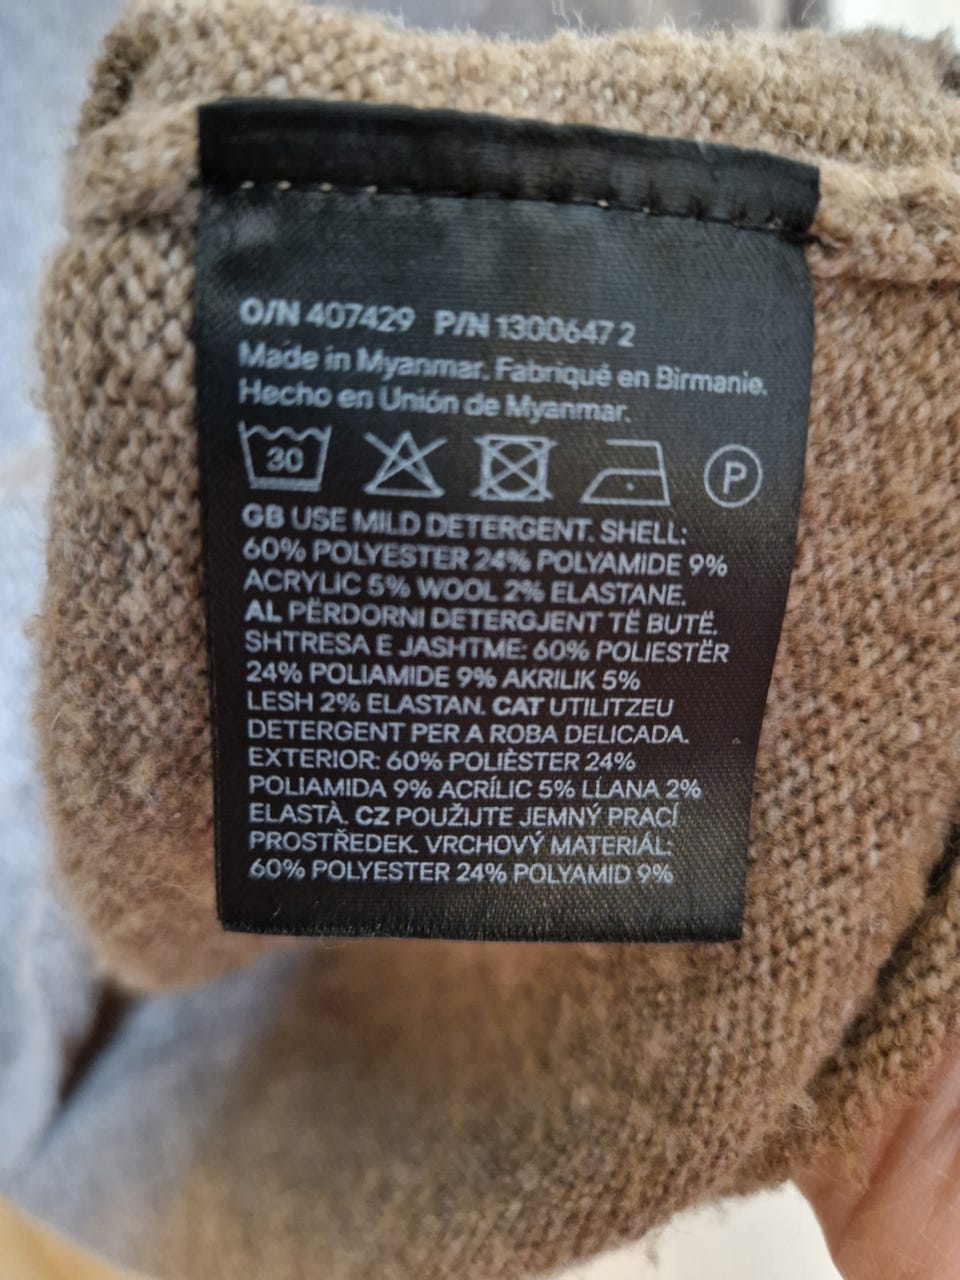 O/N 407429 P/N 1300647 2
Made in Myanmar. Fabriqué en Birmanie.
Hecho en Unión de Myanmar.
30 P
GB USE MILD DETERGENT. SHELL:
60% POLYESTER 24% POLYAMIDE 9%
ACRYLIC 5% WOOL 2% ELASTANE.
AL PËRDORNI DETERGJENT TË BUTË.
SHTRESA E JASHTME: 60% POLIESTËR
24% POLIAMIDE 9% AKRILIK 5%
LESH 2% ELASTAN. CAT UTILITZEU
DETERGENT PER A ROBA DELICADA.
EXTERIOR: 60% POLIÈSTER 24%
POLIAMIDA 9% ACRÍLIC 5% LLANA 2%
ELASTÀ. CZ POUŽIJTE JEMNÝ PRACÍ
PROSTŘEDEK. VRCHOVÝ MATERIÁL:
60% POLYESTER 24% POLYAMID 9%